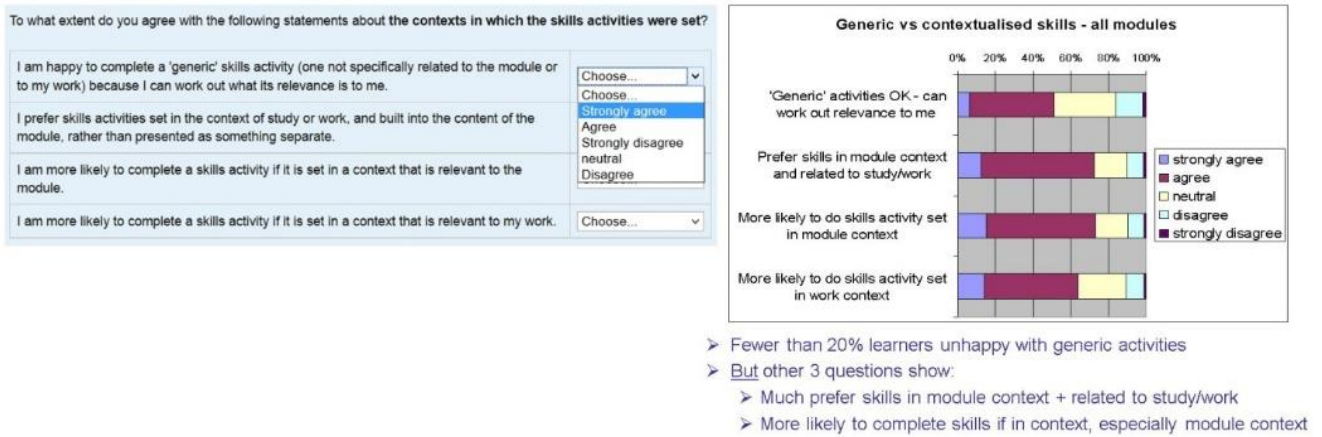 To what extent do you agree with the following statements about the contexts in which the skills activities were set?
I am happy to complete a 'generic' skills activity (one not specifically related to the module or
to my work) because I can work out what its relevance is to me.
Choose...
Choose...
Strongly agree
Agree
Strongly disagree
neutral
Disagree
I prefer skills activities set in the context of study or work, and built into the content of the
module, rather than presented as something separate.
I am more likely to complete a skills activity if it is set in a context that is relevant to the
module.
I am more likely to complete a skills activity if it is set in a context that is relevant to my work.
Choose...
Generic vs contextualised skills - all modules
0% 20% 40% 60% 80% 100%
'Generic' activities OK - can
work out relevance to me
Prefer skills in module context
and related to study/work
More likely to do skills activity set
in module context
More likely to do skills activity set
in work context
strongly agree
agree
neutral
disagree
strongly disagree
➢ Fewer than 20% learners unhappy with generic activities
➢ But other 3 questions show:
➢ Much prefer skills in module context + related to study/work
➢ More likely to complete skills if in context, especially module context